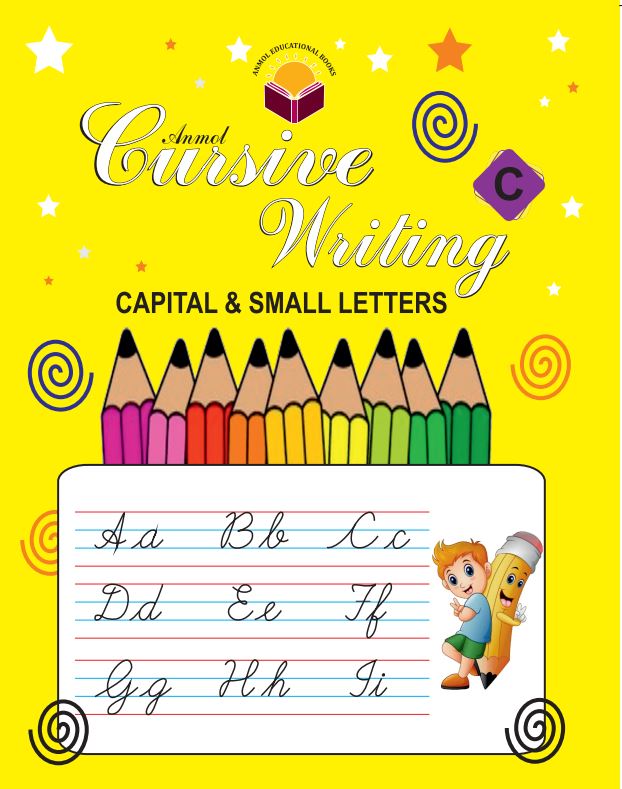 ANMOL EDUCATIONAL BOOKS
Anmol
Cursive
C
Writing
CAPITAL & SMALL LETTERS
Aa Bb Cc
Dd Ee Ff
Gg Hh Ii